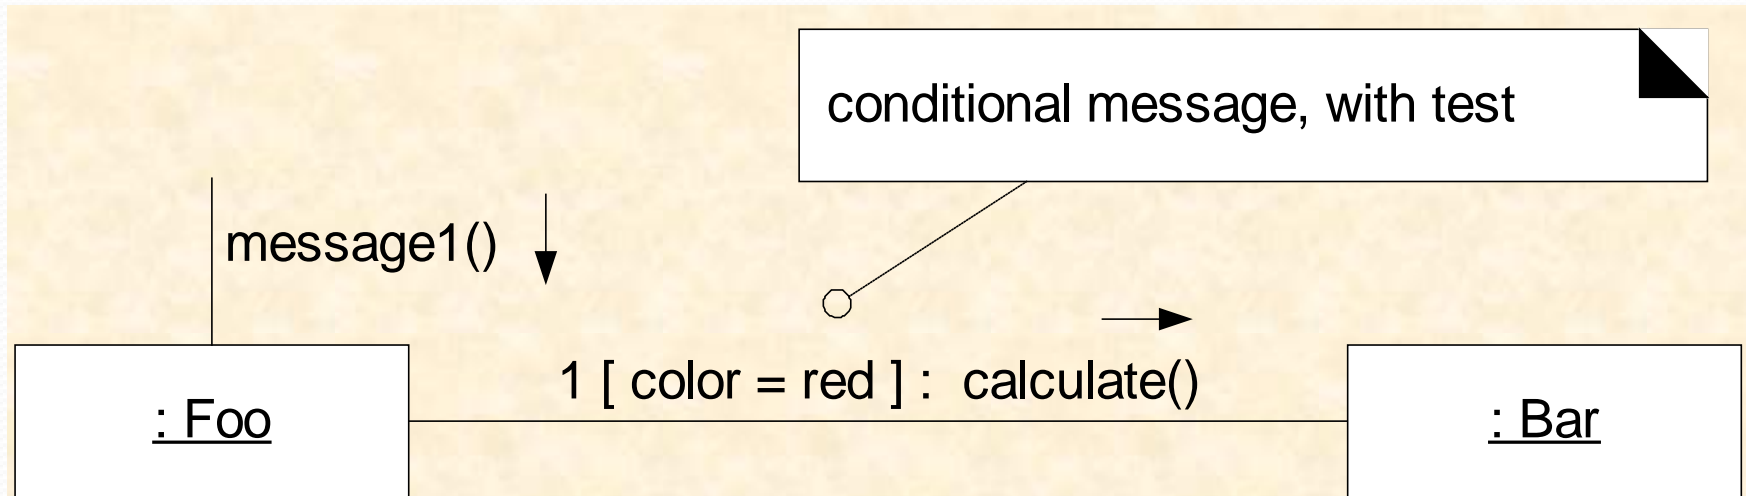 conditional message, with test
message1()
1 [ color = red ] : calculate()
: Foo
: Bar